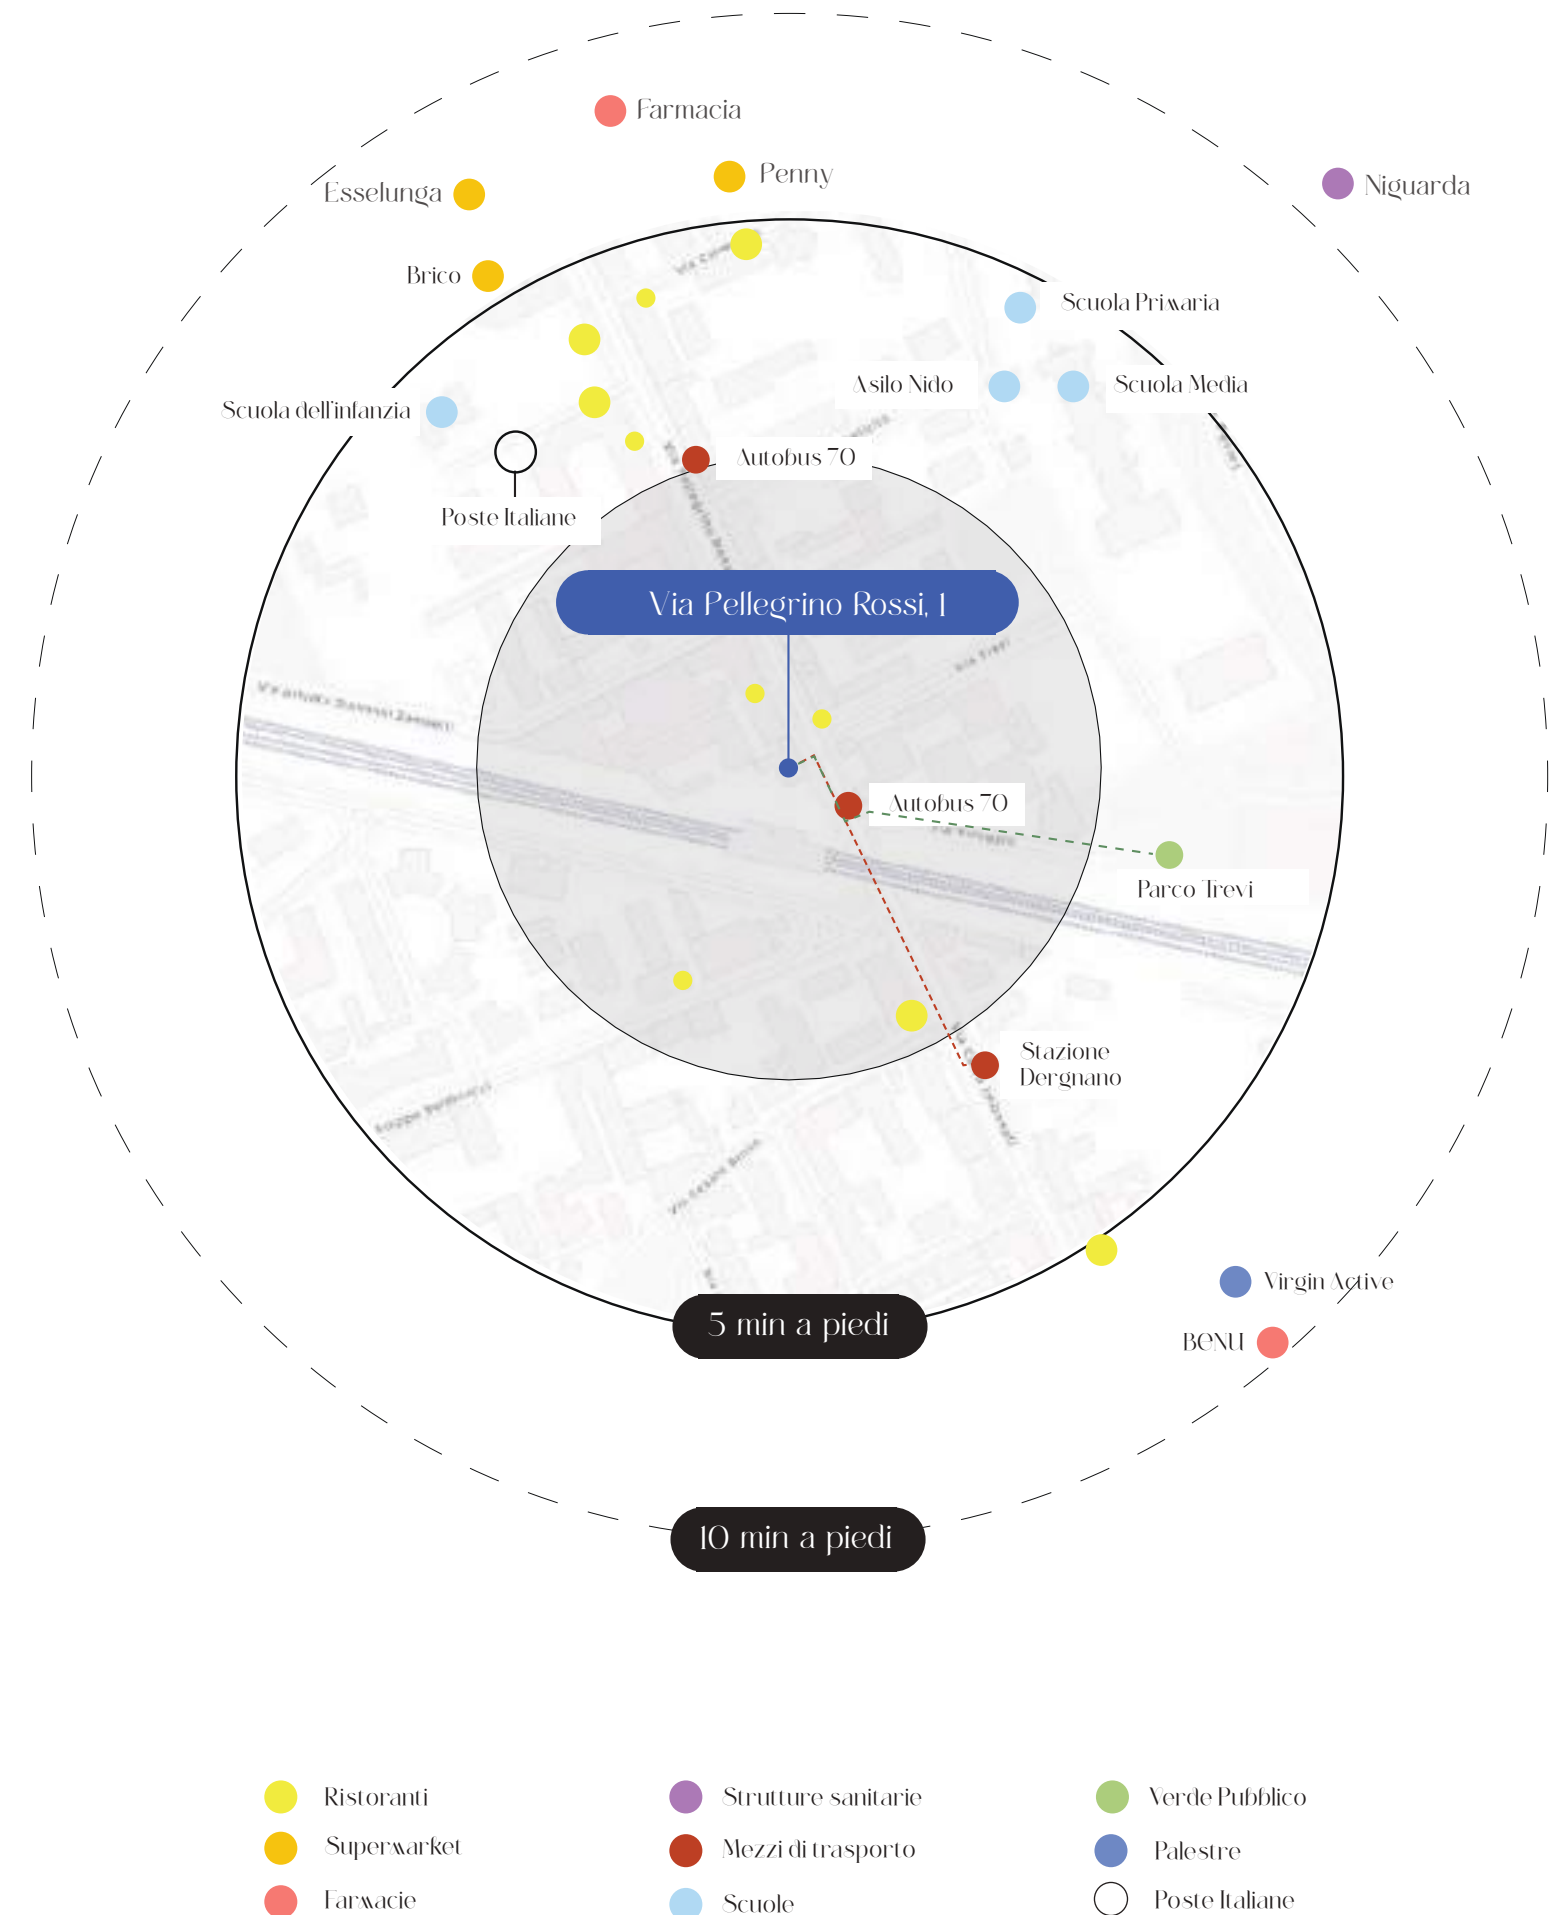 Farmacia
Penny
Esselunga
Niguarda
Brico
Scuola Primaria
Asilo Nido
Scuola Media
Scuola dell'infanzia
Autobus 70
Poste Italiane
Via Pellegrino Rossi, 1
Via Trevi
Autobus 70
Parco Trevi
Stazione
Dergnano
Virgin Active
BENU
5 min a piedi
10 min a piedi
Ristoranti
Strutture sanitarie
Verde Pubblico
Supermarket
Mezzi di trasporto
Palestre
Farmacie
Scuole
Poste Italiane